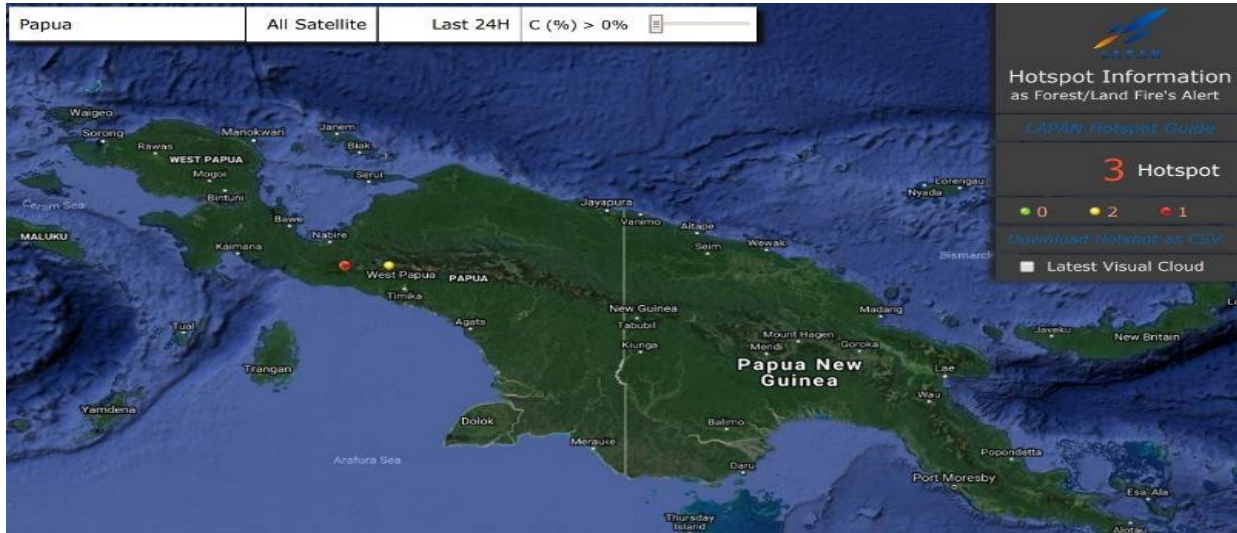 Papua
All Satellite
Last 24H
C (%) > 0%
LAPAN
Hotspot Information
as Forest/Land Fire's Alert
LAPAN Hotspot Guide
3 Hotspot
0 2 1
Download Hotspot as CSV
Latest Visual Cloud
Waigeo
Sorong
Rawas
Manokwari
Janem
Biak
WEST PAPUA
Mogoi
Serui
Bintuni
Ceram Sea
Bawe
Nabire
MALUKU
Kaimana
Jayapura
Vanimo
Aitape
Seim
Wewak
Lorengau
Nyada
Bismarck
West Papua
PAPUA
Timika
Agats
New Guinea
Tabubil
Kiunga
Madang
Mount Hagen
Mendi
Goroka
Papua New
Guinea
Lae
Wau
Javeku
New Britain
Tual
Trangan
Yamdena
Dolok
Merauke
Arafura Sea
Balimo
Daru
Popondetta
Port Moresby
Esa'Ala
Alotau
Thursday
Island